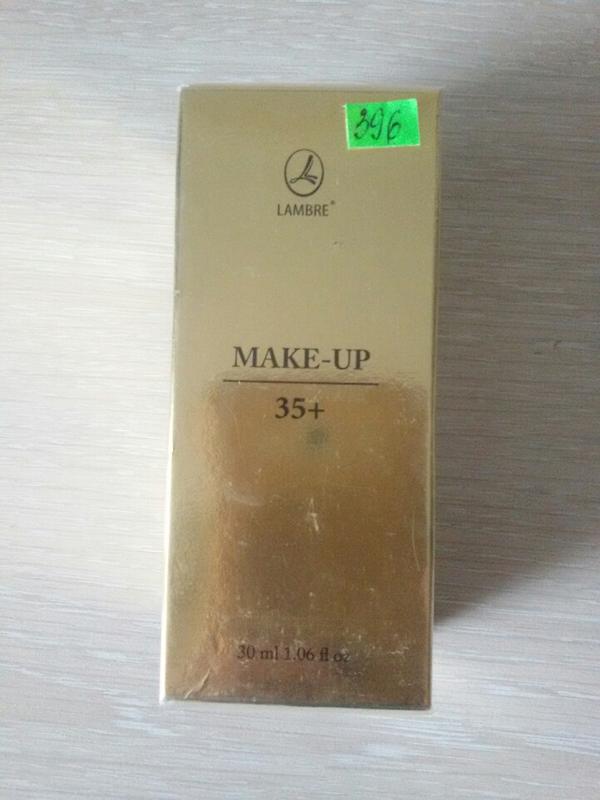 396
LAMBRE®
MAKE-UP
35+
30 ml 1.06 fl oz